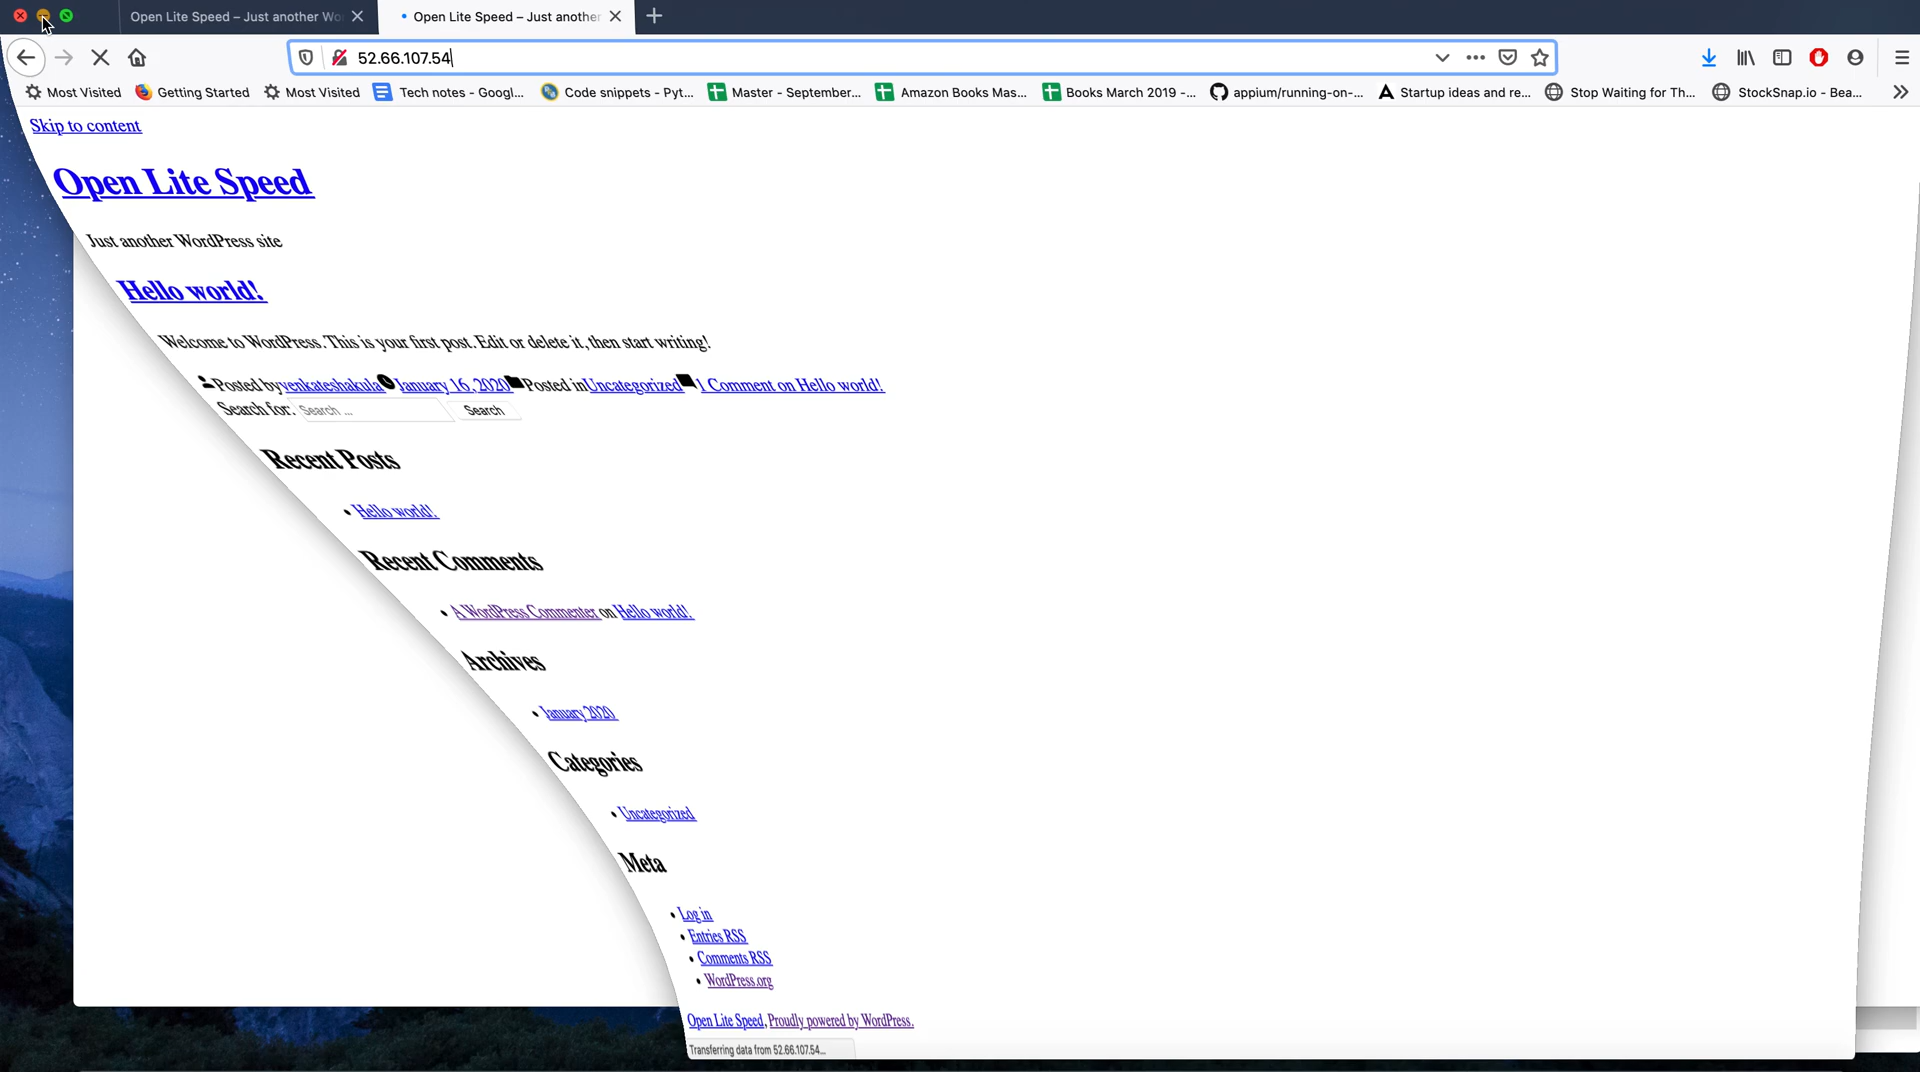 Open Lite Speed – Just another Wo
Open Lite Speed – Just another
52.66.107.54
Most Visited
Getting Started
Most Visited
Tech notes - Googl...
Code snippets - Pyt...
Master - September...
Amazon Books Mas...
Books March 2019 -...
appium/running-on-...
Startup ideas and re...
Stop Waiting for Th...
StockSnap.io - Bea...
Skip to content
Open Lite Speed
Just another WordPress site
Hello world!
Welcome to WordPress. This is your first post. Edit or delete it, then start writing!
Posted by venkateshakula January 16, 2020 Posted in Uncategorized 1 Comment on Hello world!
Search for: Search ... Search
Recent Posts
Hello world!
Recent Comments
A WordPress Commenter on Hello world!
Archives
January 2020
Categories
Uncategorized
Meta
Log in
Entries RSS
Comments RSS
WordPress.org
Open Lite Speed, Proudly powered by WordPress.
Transferring data from 52.66.107.54...